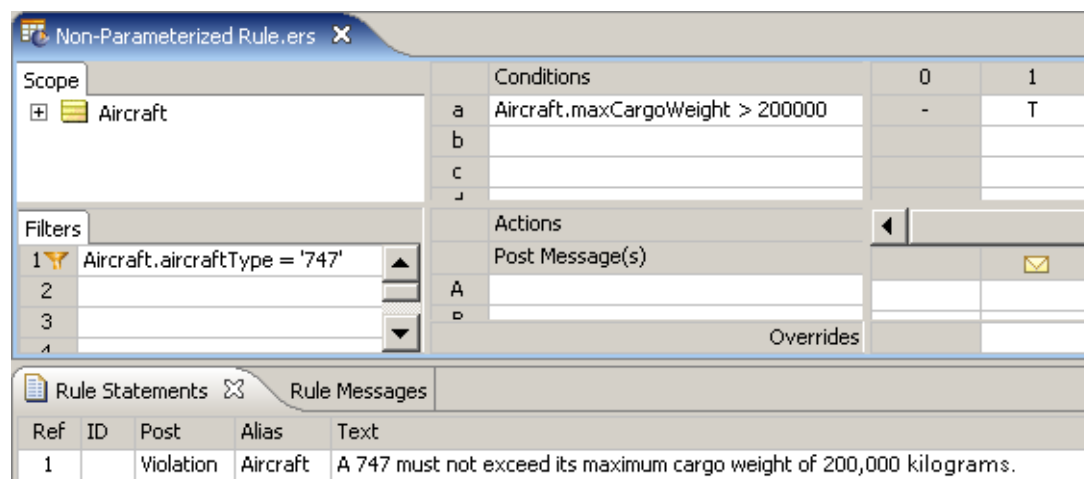 Non-Parameterized Rule.ers
Scope
Aircraft
Conditions 0 1
a Aircraft.maxCargoWeight > 200000 - T
b
c
Filters
1 Aircraft.aircraftType = '747'
2
3
Actions
Post Message(s)
A
Overrides
Rule Statements Rule Messages
Ref ID Post Alias Text
1 Violation Aircraft A 747 must not exceed its maximum cargo weight of 200,000 kilograms.